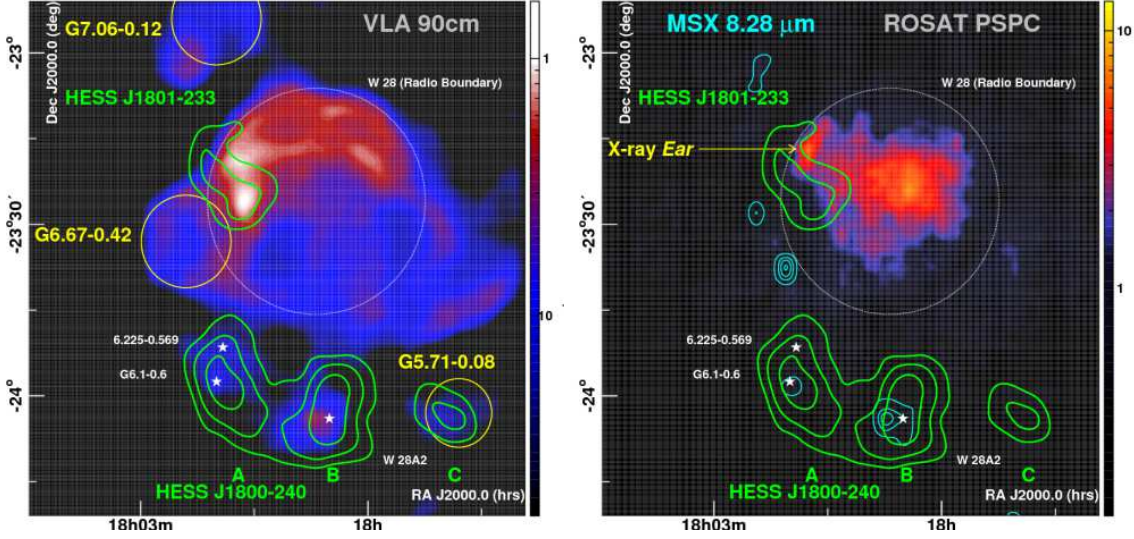 VLA 90cm
G7.06-0.12
Dec J2000.0 (deg)
-23°
1
W 28 (Radio Boundary)
HESS J1801-233
-23°30´
G6.67-0.42
10
6.225-0.569
G6.1-0.6
G5.71-0.08
-24°
W 28A2
A
B
C
HESS J1800-240
RA J2000.0 (hrs)
18h03m
18h
MSX 8.28 μm
ROSAT PSPC
Dec J2000.0 (deg)
10
-23°
W 28 (Radio Boundary)
HESS J1801-233
X-ray Ear
-23°30´
1
6.225-0.569
G6.1-0.6
-24°
W 28A2
A
B
C
HESS J1800-240
RA J2000.0 (hrs)
18h03m
18h